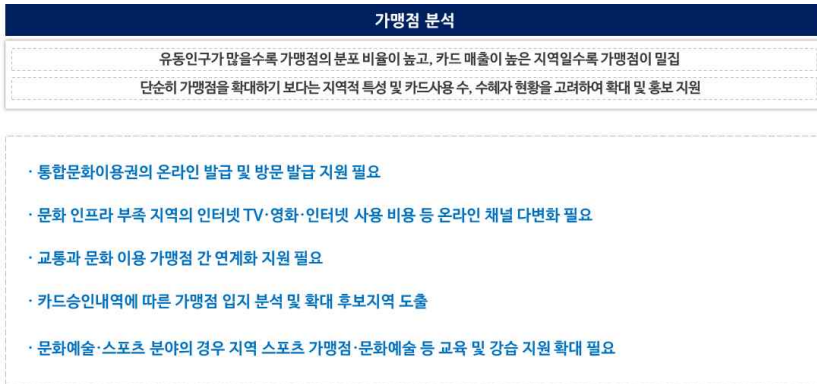 가맹점 분석
유동인구가 많을수록 가맹점의 분포 비율이 높고, 카드 매출이 높은 지역일수록 가맹점이 밀집
단순히 가맹점을 확대하기 보다는 지역적 특성 및 카드사용 수, 수혜자 현황을 고려하여 확대 및 홍보 지원
· 통합문화이용권의 온라인 발급 및 방문 발급 지원 필요
· 문화 인프라 부족 지역의 인터넷 TV·영화·인터넷 사용 비용 등 온라인 채널 다변화 필요
· 교통과 문화 이용 가맹점 간 연계화 지원 필요
· 카드승인내역에 따른 가맹점 입지 분석 및 확대 후보지역 도출
· 문화예술·스포츠 분야의 경우 지역 스포츠 가맹점·문화예술 등 교육 및 강습 지원 확대 필요